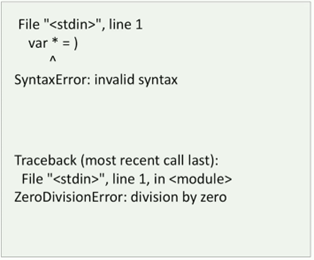 File "<stdin>", line 1
var * = )
^
SyntaxError: invalid syntax
Traceback (most recent call last):
File "<stdin>", line 1, in <module>
ZeroDivisionError: division by zero